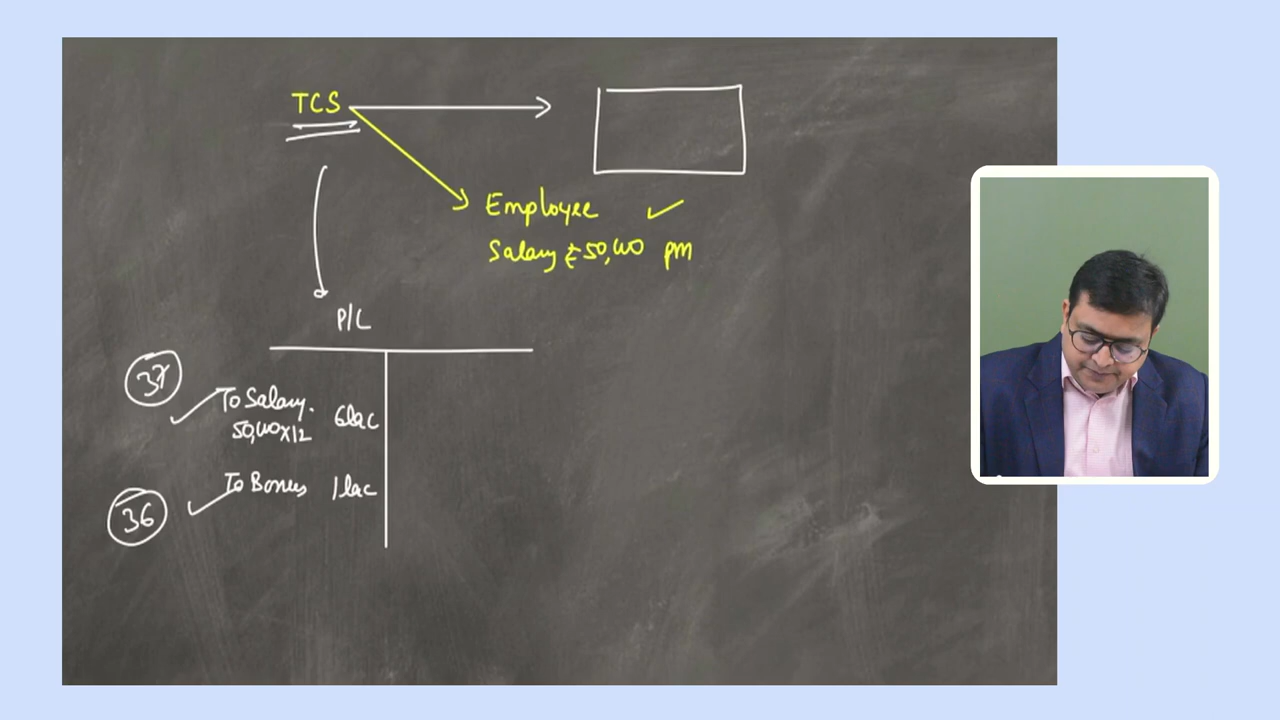 TCS
Employee
Salary ₹50,000 pm
P/L
37
To Salary. 6lac
50,000x12
To Bonus 1lac
36